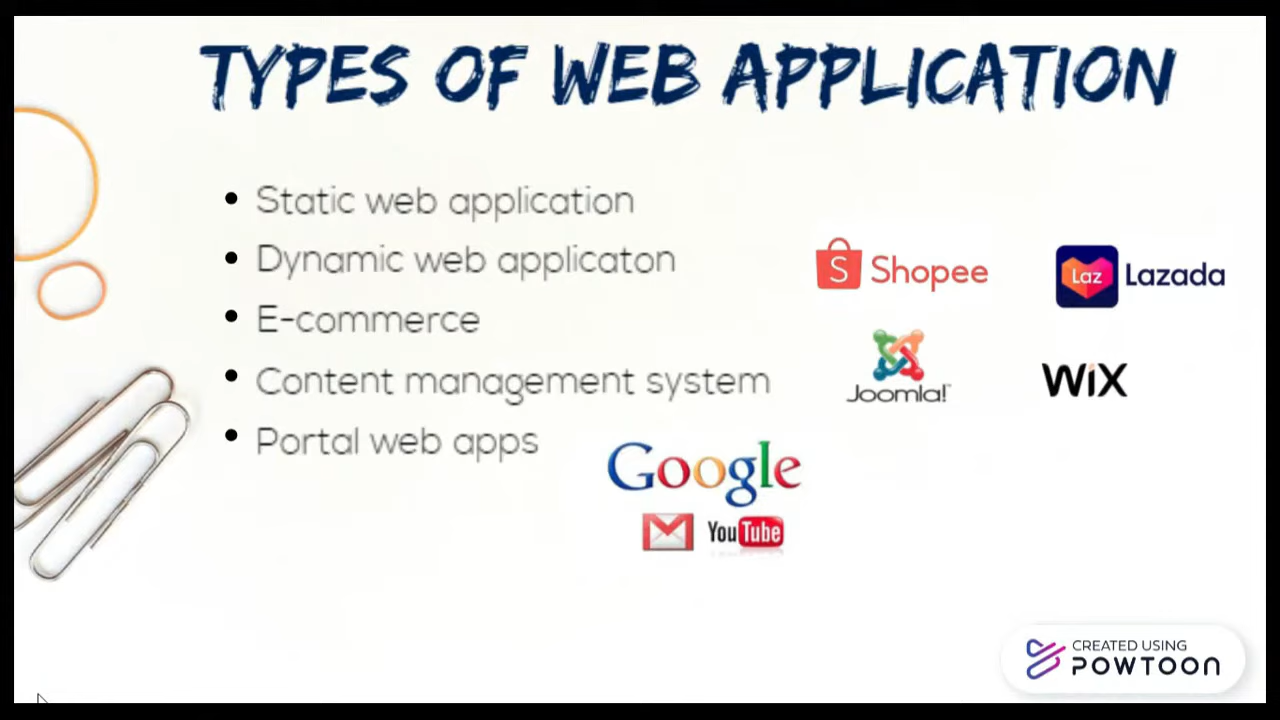 TYPES OF WEB APPLICATION
• Static web application
• Dynamic web applicaton
• E-commerce
• Content management system
• Portal web apps
S Shopee
Laz Lazada
Joomla!
WiX
Google
M YouTube
CREATED USING
POWTOON